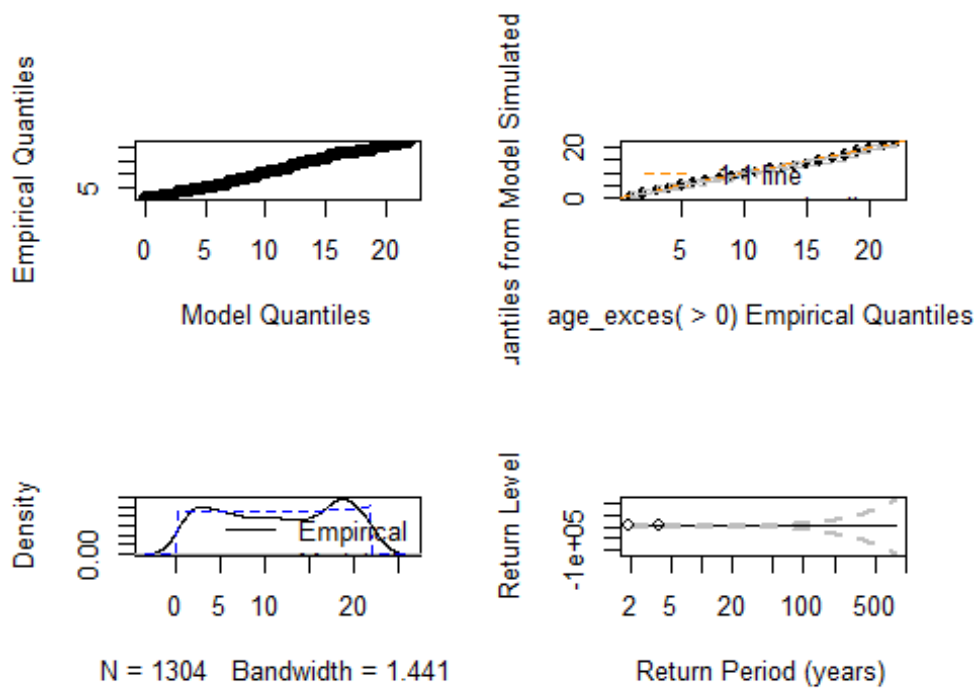 Empirical Quantiles
5
0 5 10 15 20
Model Quantiles
uantiles from Model Simulated
0 20
1-1 line
5 10 15 20
age_exces( > 0) Empirical Quantiles
Density
0.00
Empirical
0 5 10 20
N = 1304 Bandwidth = 1.441
Return Level
-1e+05
2 5 20 100 500
Return Period (years)